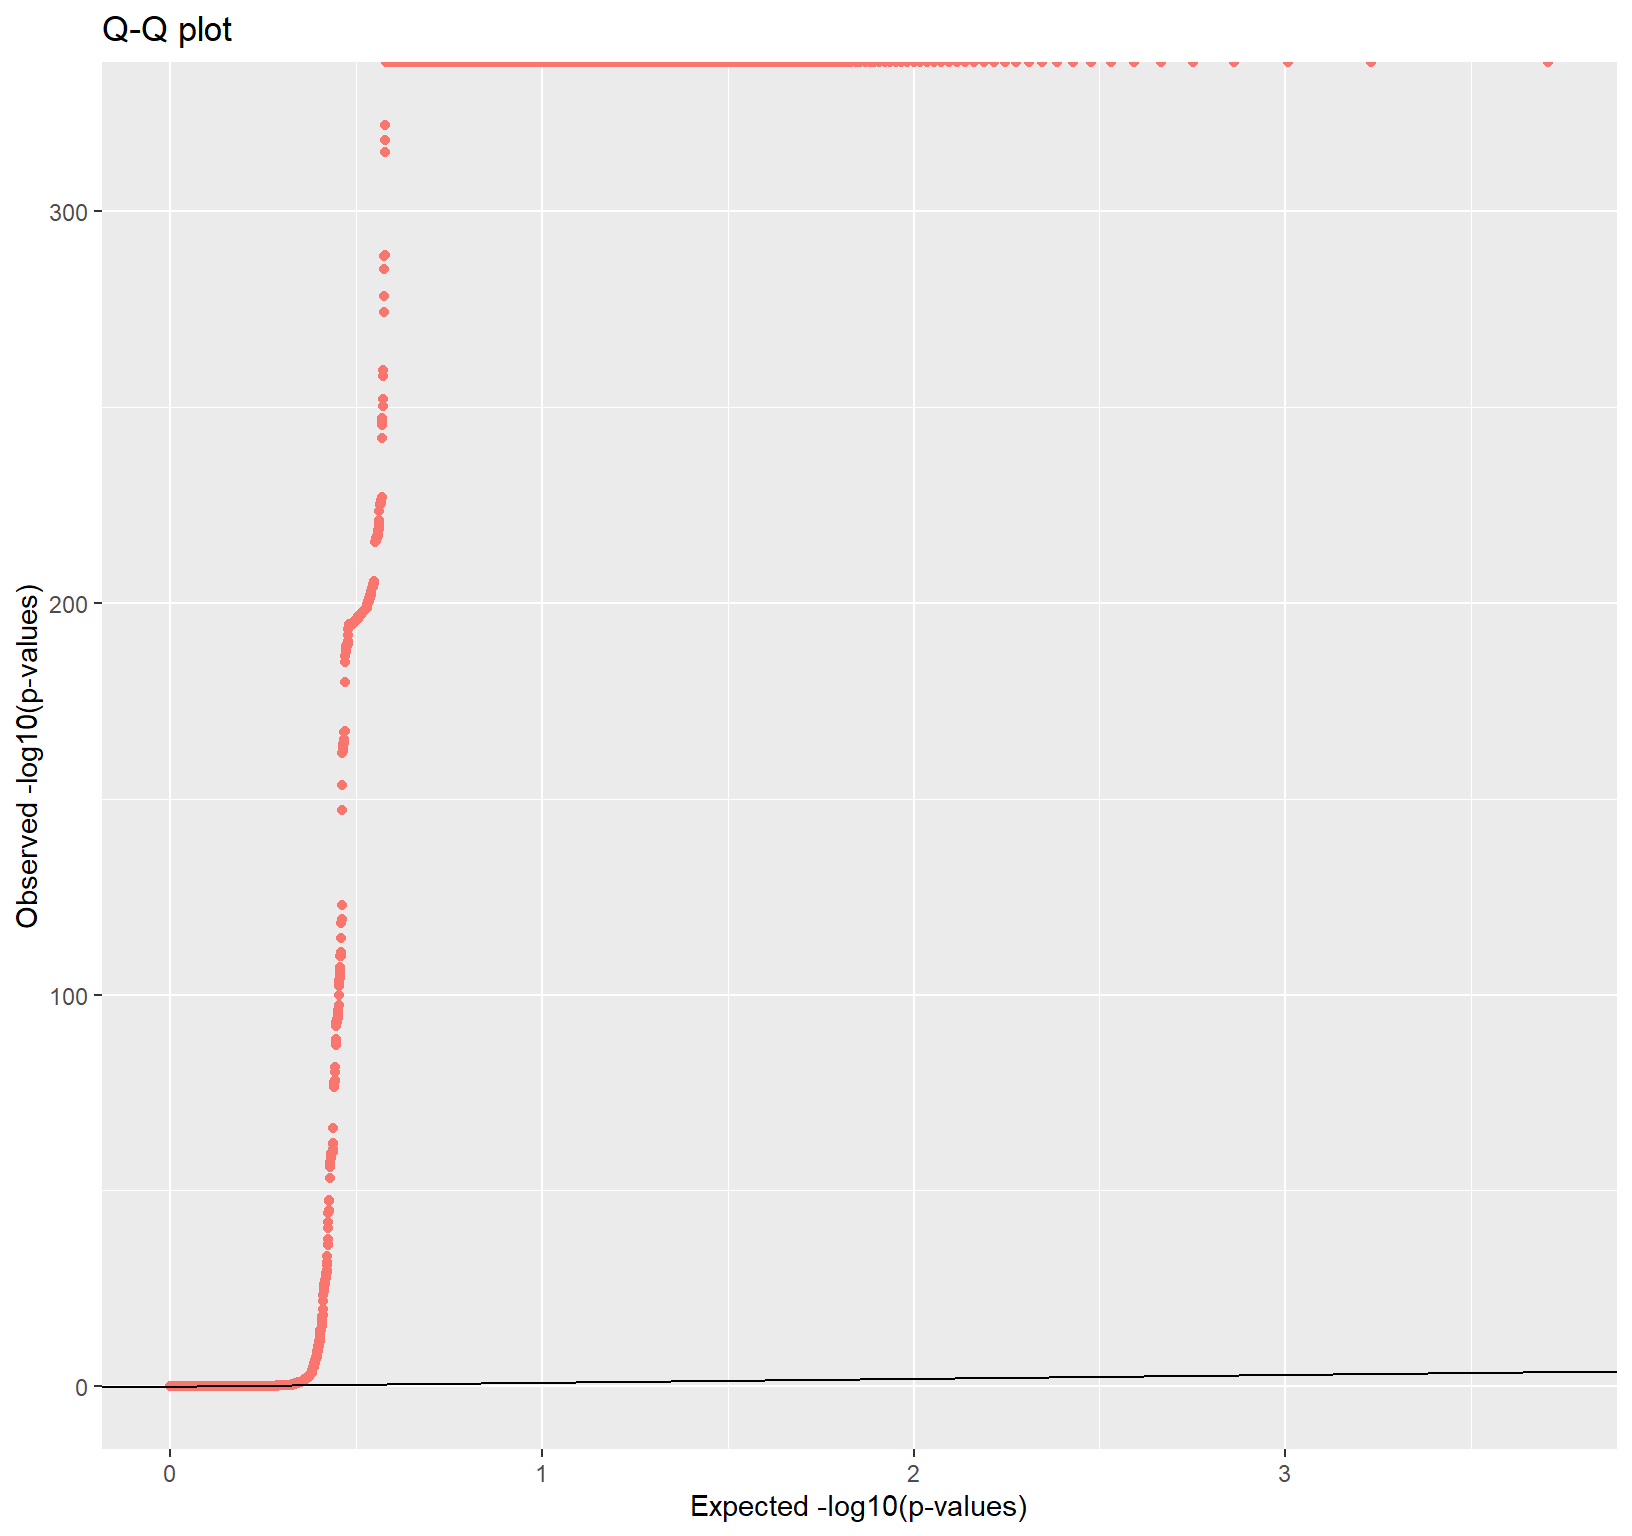 Q-Q plot
Observed -log10(p-values)
300
200
100
0
0
1
2
3
Expected -log10(p-values)